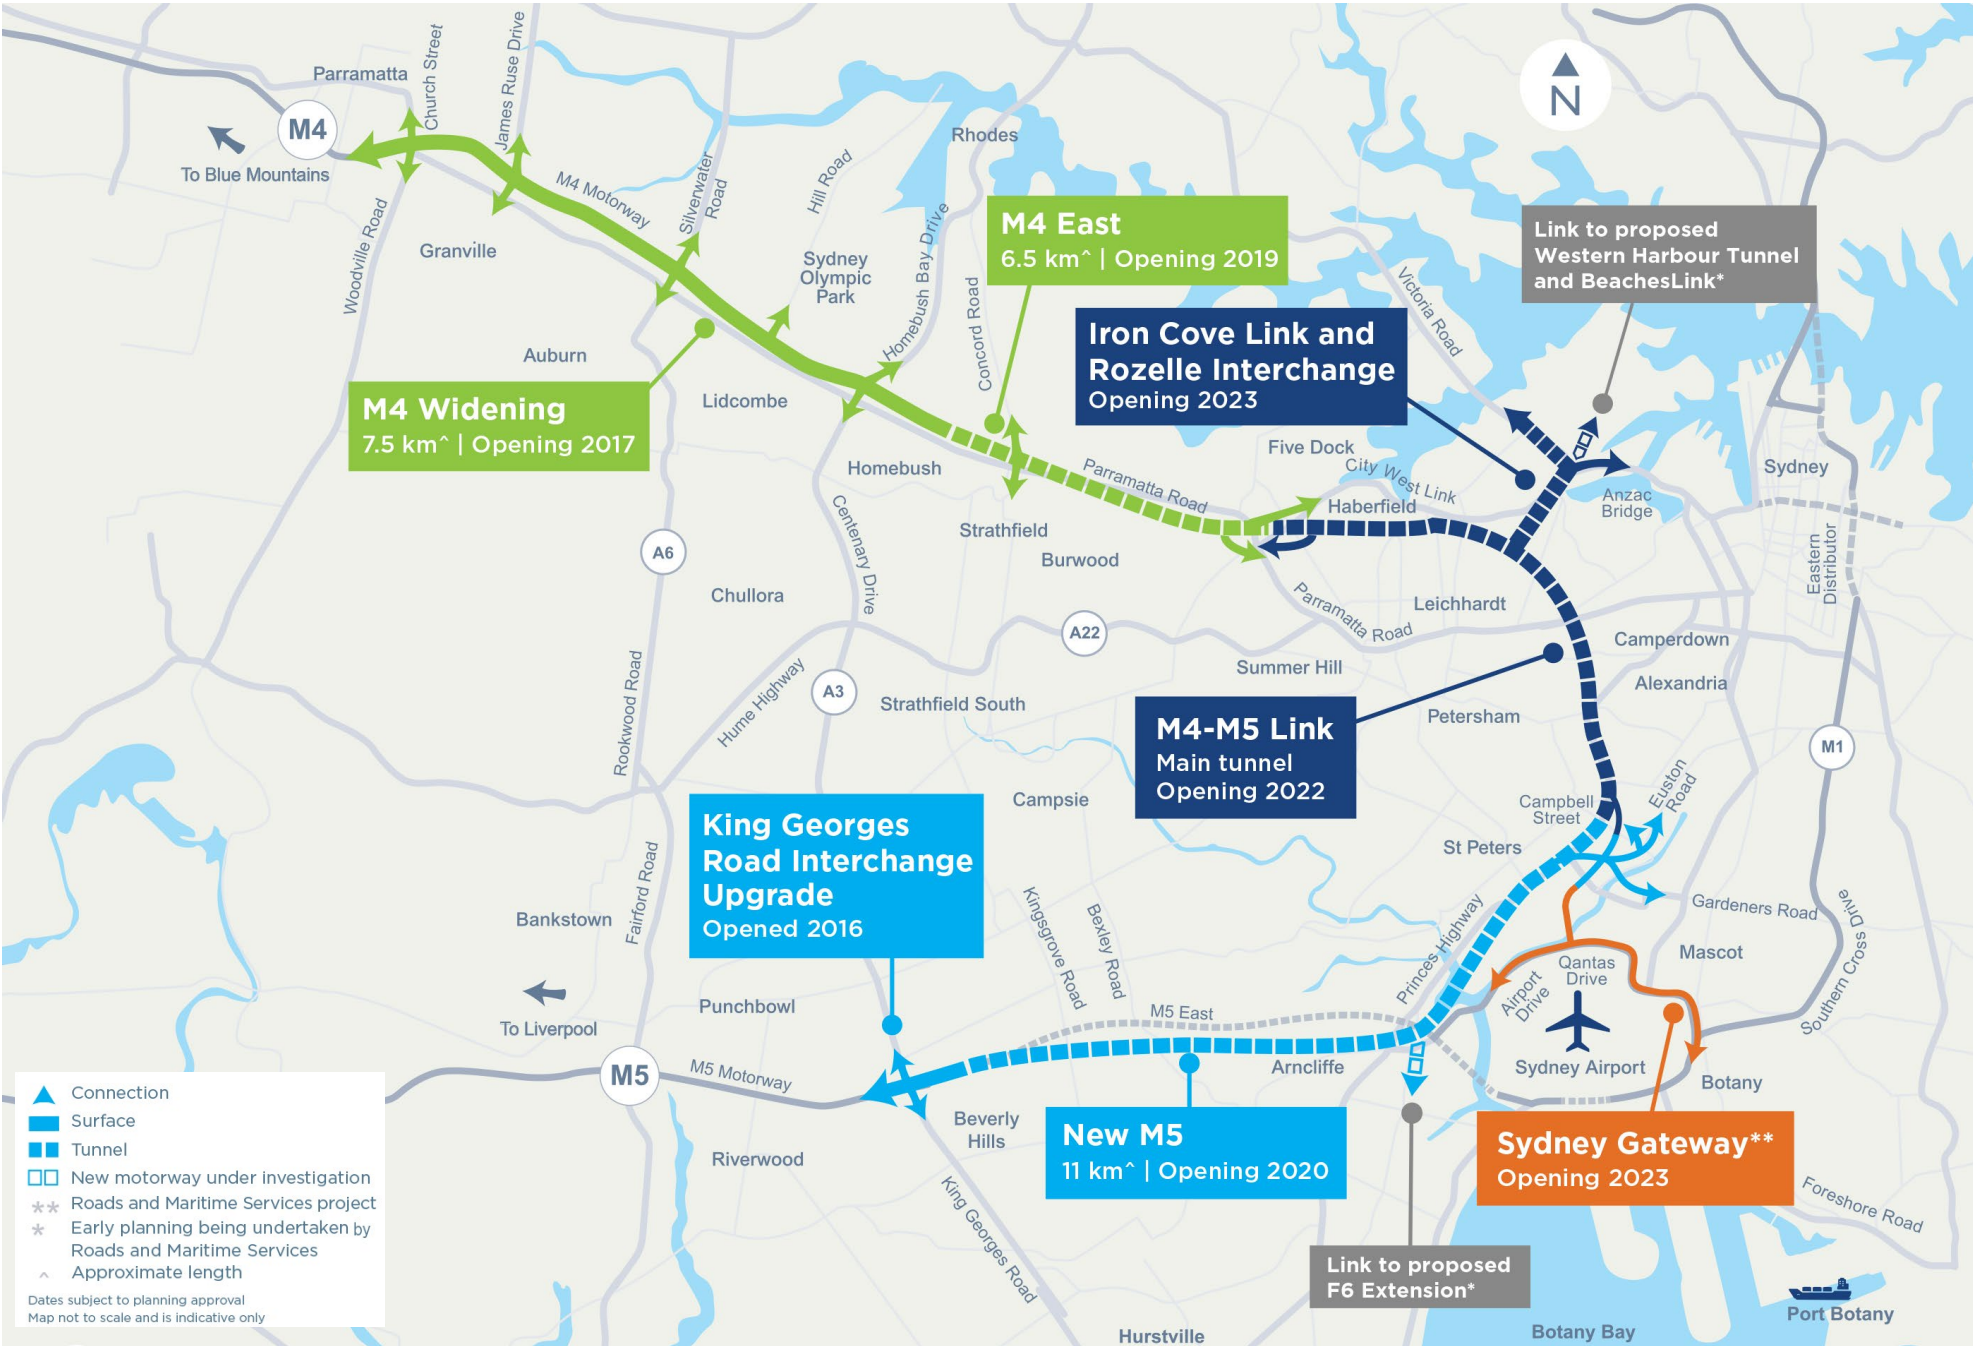 Parramatta
Church Street
James Ruse Drive
M4
To Blue Mountains
M4 Motorway
Silverwater
Road
Hill Road
Rhodes
N
Woodville Road
Granville
Sydney
Olympic
Park
Homebush Bay Drive
Concord Road
M4 East
6.5 km^ | Opening 2019
Victoria Road
Link to proposed
Western Harbour Tunnel
and BeachesLink*
Iron Cove Link and
Rozelle Interchange
Opening 2023
Auburn
Lidcombe
M4 Widening
7.5 km^ | Opening 2017
Homebush
Parramatta Road
Five Dock
City West Link
Haberfield
Anzac
Bridge
Sydney
Strathfield
Burwood
Centenary Drive
A6
Chullora
Eastern
Distributor
Parramatta Road
Leichhardt
A22
Camperdown
Summer Hill
Alexandria
Rookwood Road
Hume Highway
A3
Strathfield South
Petersham
M4-M5 Link
Main tunnel
Opening 2022
M1
Campsie
Campbell
Street
Euston
Road
King Georges
Road Interchange
Upgrade
Opened 2016
St Peters
Fairford Road
Bankstown
Kingsgrove Road
Bexley Road
Princes Highway
Gardeners Road
Southern Cross Drive
Mascot
Qantas
Drive
Airport
Drive
To Liverpool
Punchbowl
M5 East
M5
M5 Motorway
Arncliffe
Sydney Airport
Botany
Beverly
Hills
New M5
11 km^ | Opening 2020
Sydney Gateway**
Opening 2023
Riverwood
King Georges Road
Foreshore Road
Link to proposed
F6 Extension*
Port Botany
Hurstville
Botany Bay
Connection
Surface
Tunnel
New motorway under investigation
** Roads and Maritime Services project
* Early planning being undertaken by
Roads and Maritime Services
^ Approximate length
Dates subject to planning approval
Map not to scale and is indicative only